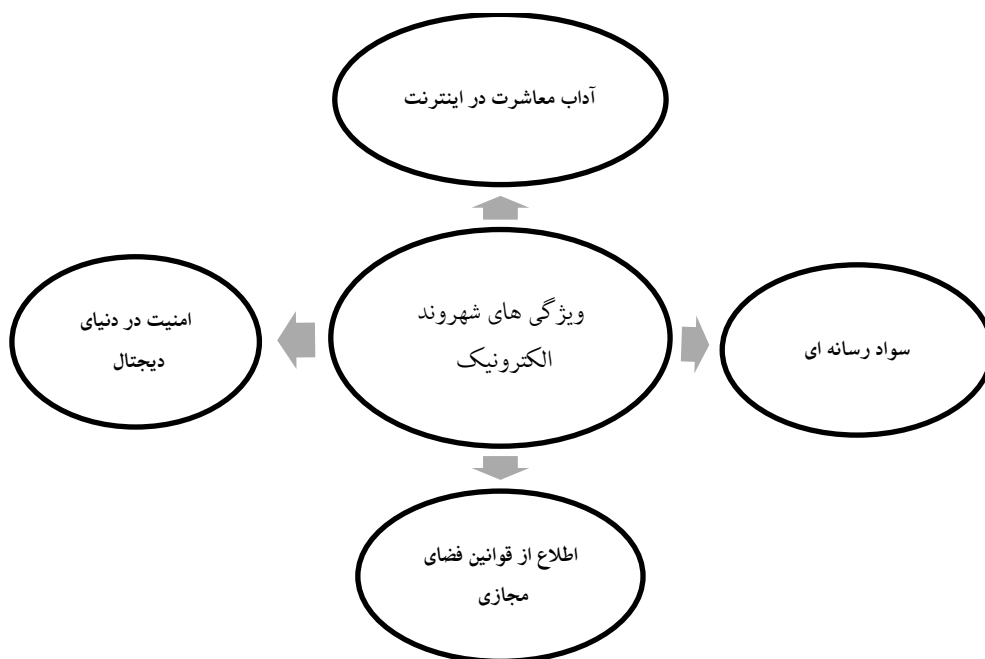 آداب معاشرت در اینترنت
ویژگی های شهروند
الکترونیک
سواد رسانه ای
امنیت در دنیای
دیجتال
اطلاع از قوانین فضای
مجازی